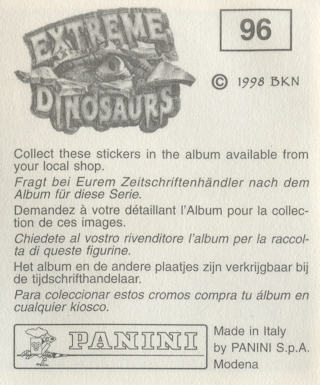 EXTREME
DINOSAURS
96
© 1998 BKN
Collect these stickers in the album available from
your local shop.
Fragt bei Eurem Zeitschriftenhändler nach dem
Album für diese Serie.
Demandez à votre détaillant l'Album pour la collec-
tion de ces images.
Chiedete al vostro rivenditore l'album per la raccol-
ta di queste figurine.
Het album en de andere plaatjes zijn verkrijgbaar bij
de tijdschrifthandelaar.
Para coleccionar estos cromos compra tu álbum en
cualquier kiosco.
PANINI
Made in Italy
by PANINI S.p.A.
Modena